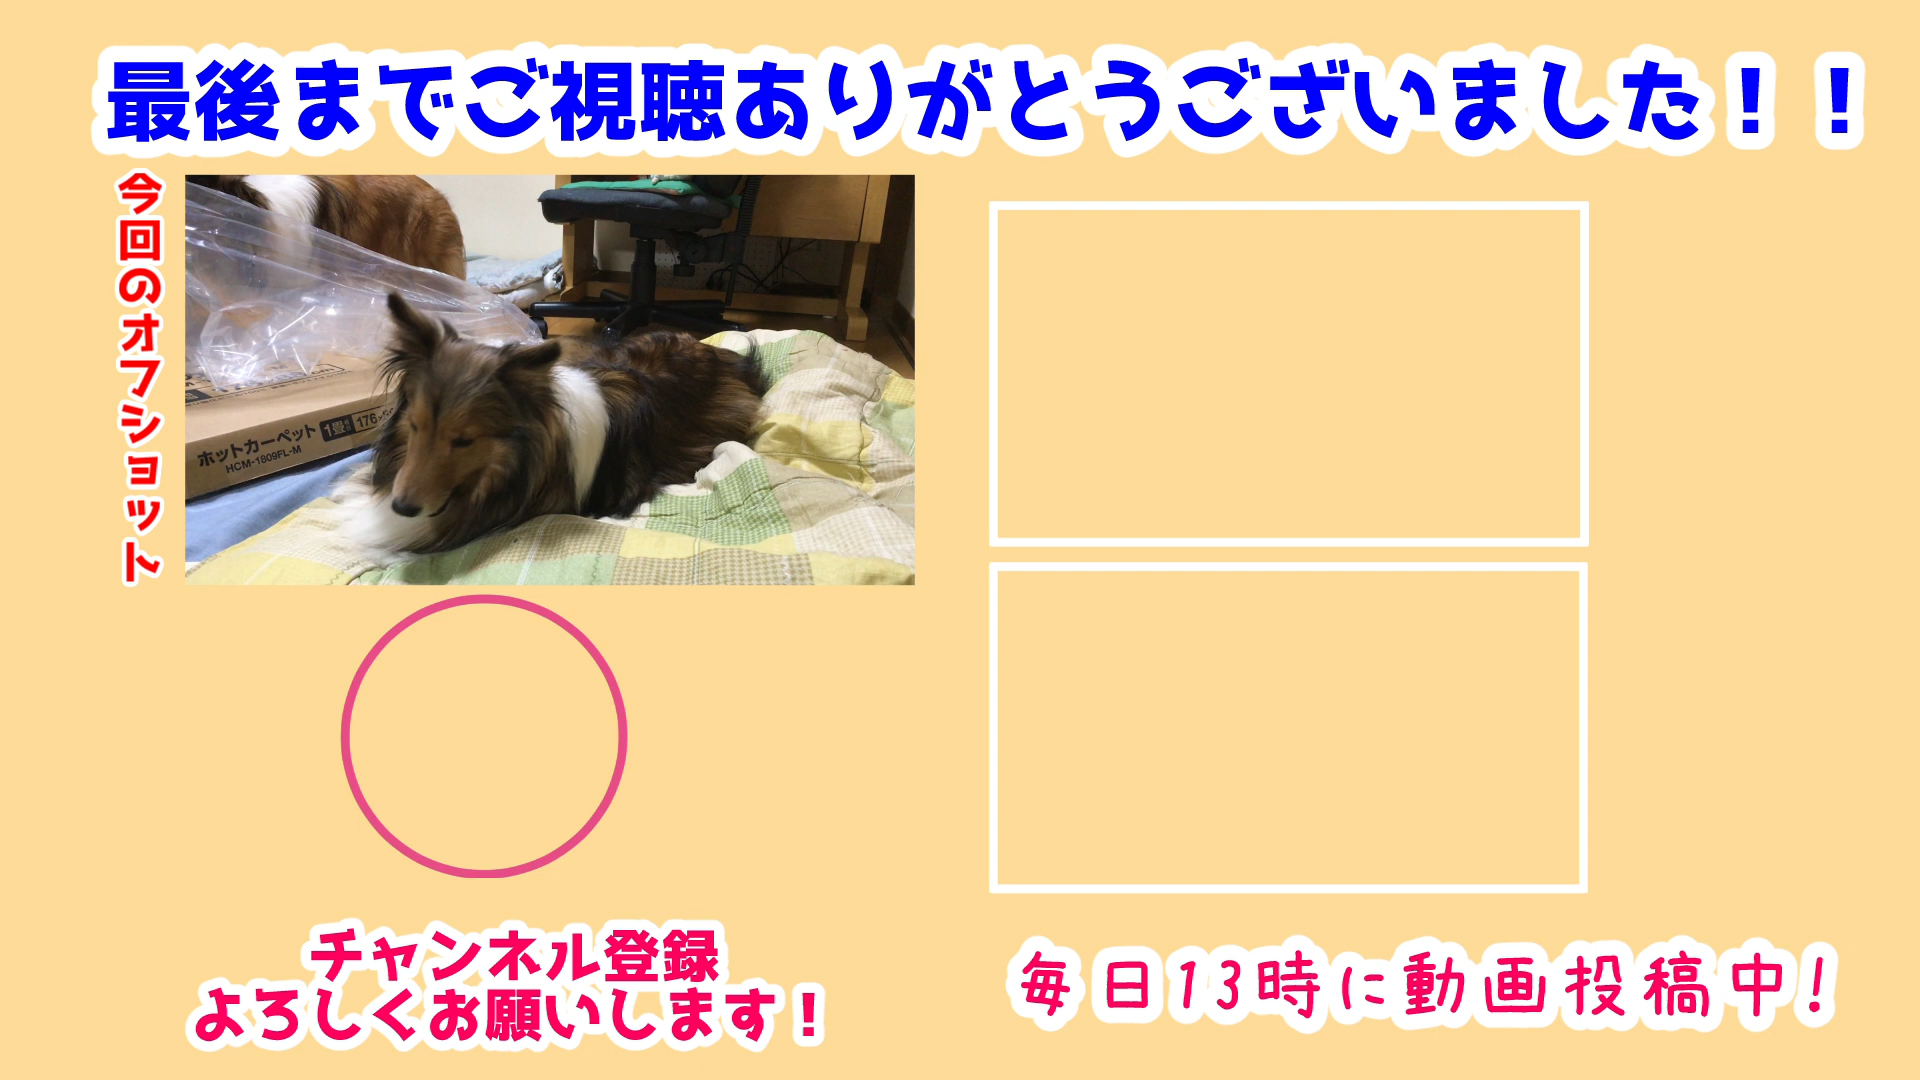 最後までご視聴ありがとうございました！！
今回のオフショット
ホットカーペット 1畳 176×
HCM-1809FL-M
チャンネル登録
よろしくお願いします！
毎日13時に動画投稿中！